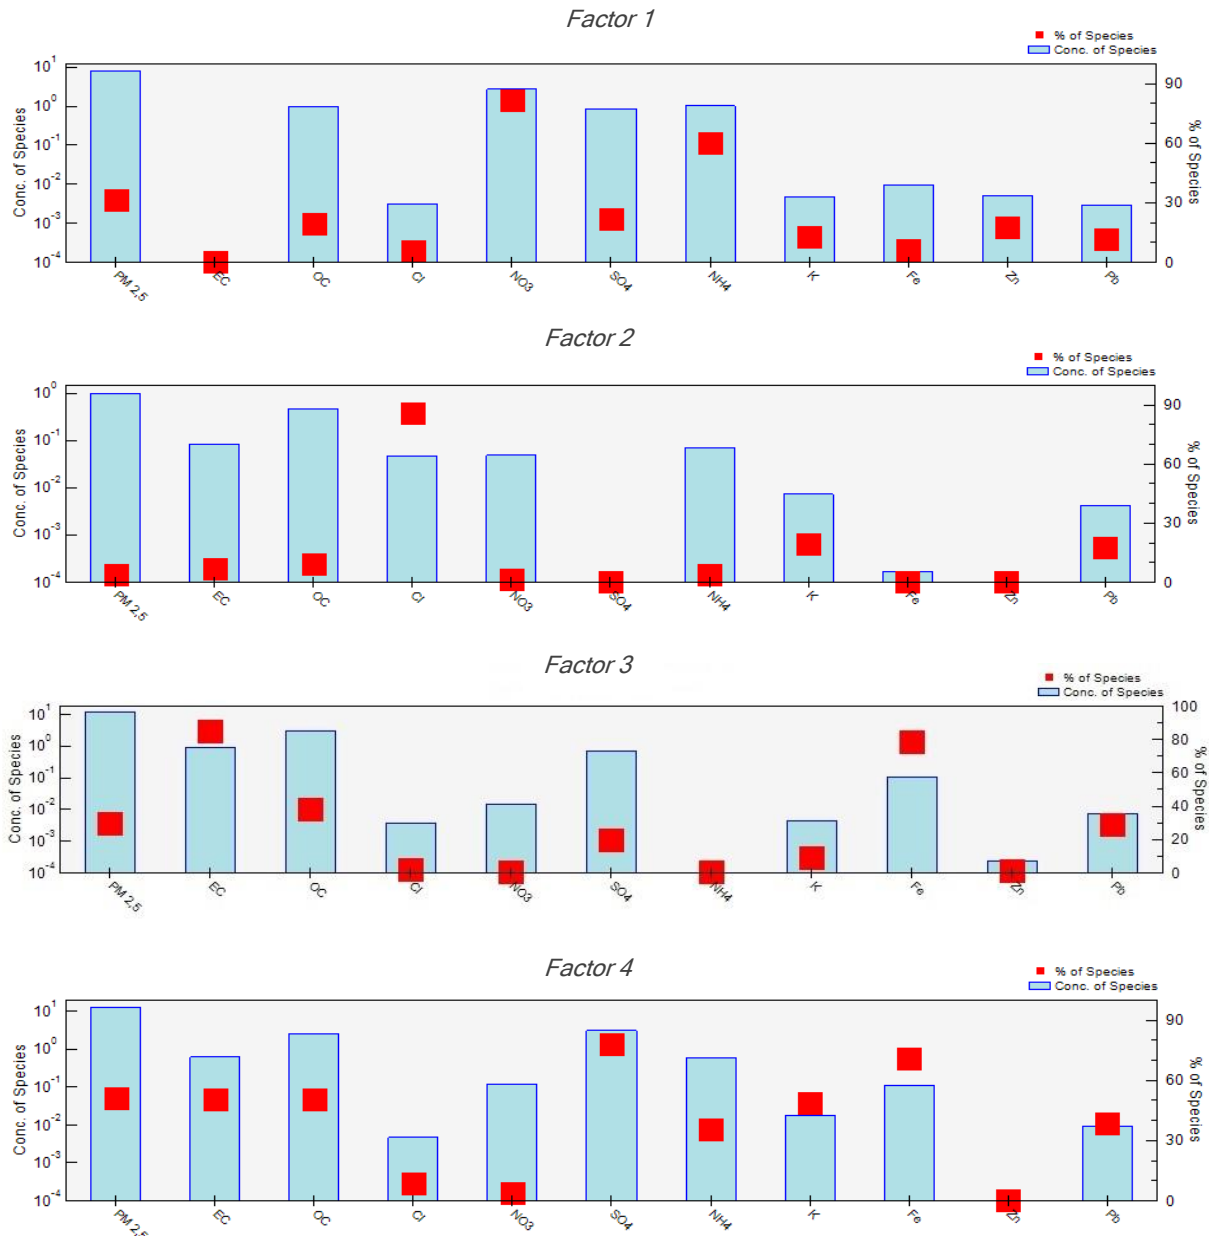 Factor 1
% of Species
Conc. of Species
Conc. of Species
10¹
10⁰
10⁻¹
10⁻²
10⁻³
10⁻⁴
90
60
30
0
% of Species
PM 2,5 EC OC Cl NO3 SO4 NH4 K Fe Zn Pb
Factor 2
% of Species
Conc. of Species
Conc. of Species
10⁰
10⁻¹
10⁻²
10⁻³
10⁻⁴
90
60
30
0
% of Species
PM 2,5 EC OC Cl NO3 SO4 NH4 K Fe Zn Pb
Factor 3
% of Species
Conc. of Species
Conc. of Species
10¹
10⁰
10⁻¹
10⁻²
10⁻³
10⁻⁴
100
80
60
40
20
0
% of Species
PM 2,5 EC OC Cl NO3 SO4 NH4 K Fe Zn Pb
Factor 4
% of Species
Conc. of Species
Conc. of Species
10¹
10⁰
10⁻¹
10⁻²
10⁻³
10⁻⁴
90
60
30
0
% of Species
PM 2,5 EC OC Cl NO3 SO4 NH4 K Fe Zn Pb